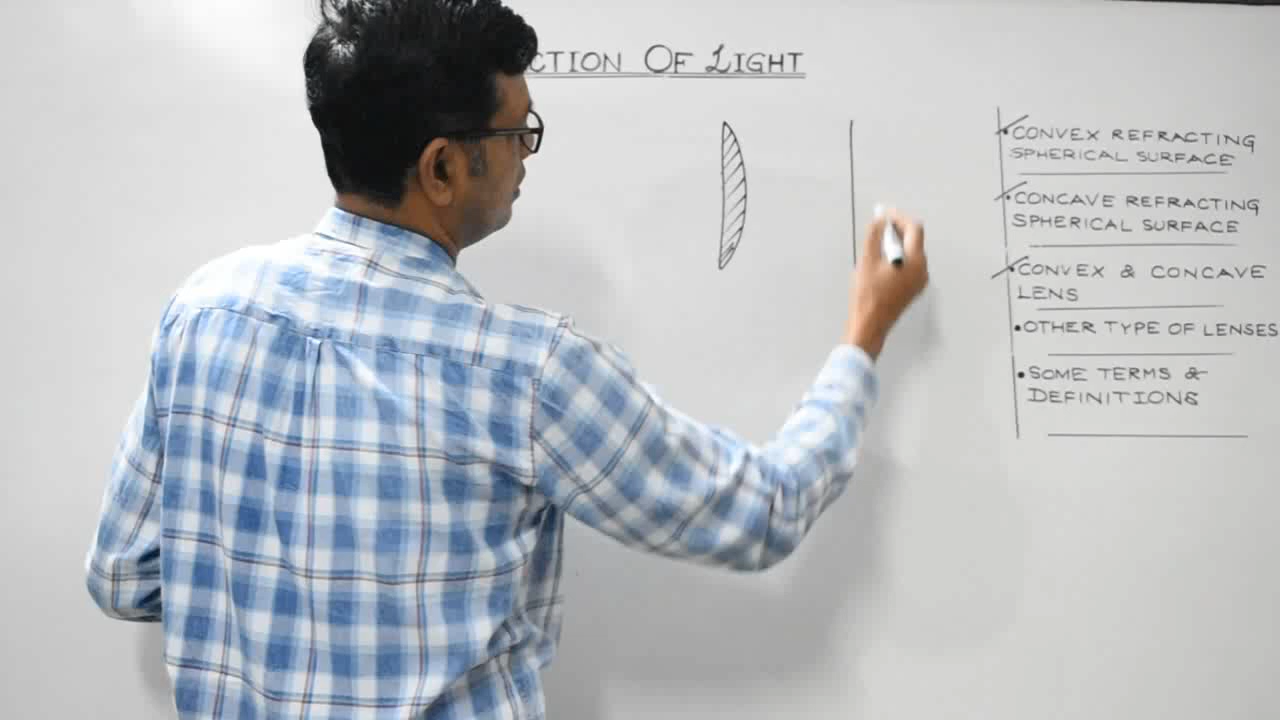 CTION OF LIGHT
CONVEX REFRACTING
SPHERICAL SURFACE
CONCAVE REFRACTING
SPHERICAL SURFACE
CONVEX & CONCAVE
LENS
• OTHER TYPE OF LENSES
• SOME TERMS &
DEFINITIONS